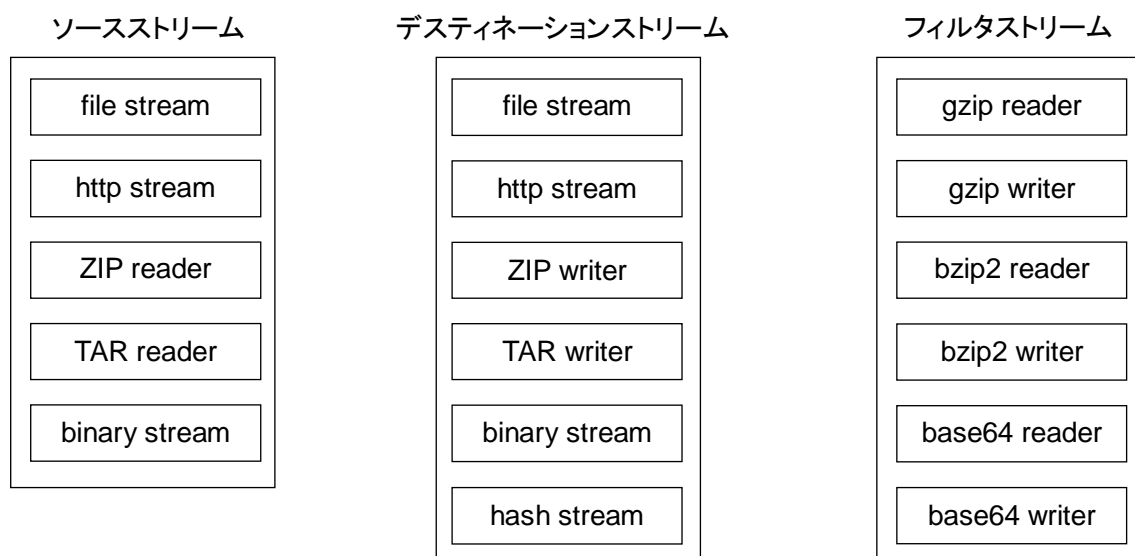 ソースストリーム
file stream
http stream
ZIP reader
TAR reader
binary stream
デスティネーションストリーム
file stream
http stream
ZIP writer
TAR writer
binary stream
hash stream
フィルタストリーム
gzip reader
gzip writer
bzip2 reader
bzip2 writer
base64 reader
base64 writer